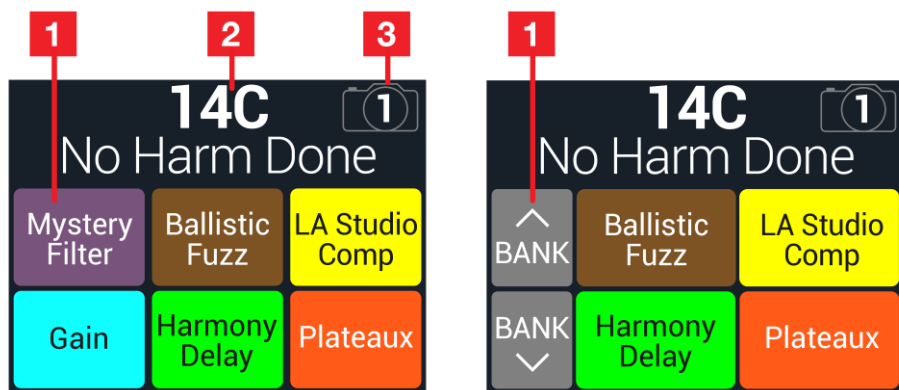 1
2
3
14C
1
No Harm Done
Mystery
Filter
Ballistic
Fuzz
LA Studio
Comp
Gain
Harmony
Delay
Plateaux
1
14C
1
No Harm Done
BANK
Ballistic
Fuzz
LA Studio
Comp
BANK
Harmony
Delay
Plateaux